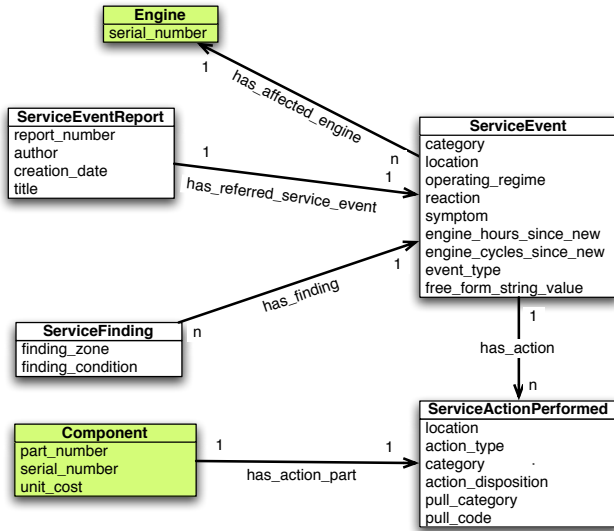 Engine
serial_number
1
has_affected_engine
n
ServiceEventReport
report_number
author
creation_date
title
1
has_referred_service_event
1
ServiceEvent
category
location
operating_regime
reaction
symptom
engine_hours_since_new
engine_cycles_since_new
event_type
free_form_string_value
1
has_finding
n
ServiceFinding
finding_zone
finding_condition
1
has_action
n
Component
part_number
serial_number
unit_cost
1
has_action_part
1
ServiceActionPerformed
location
action_type
category
action_disposition
pull_category
pull_code